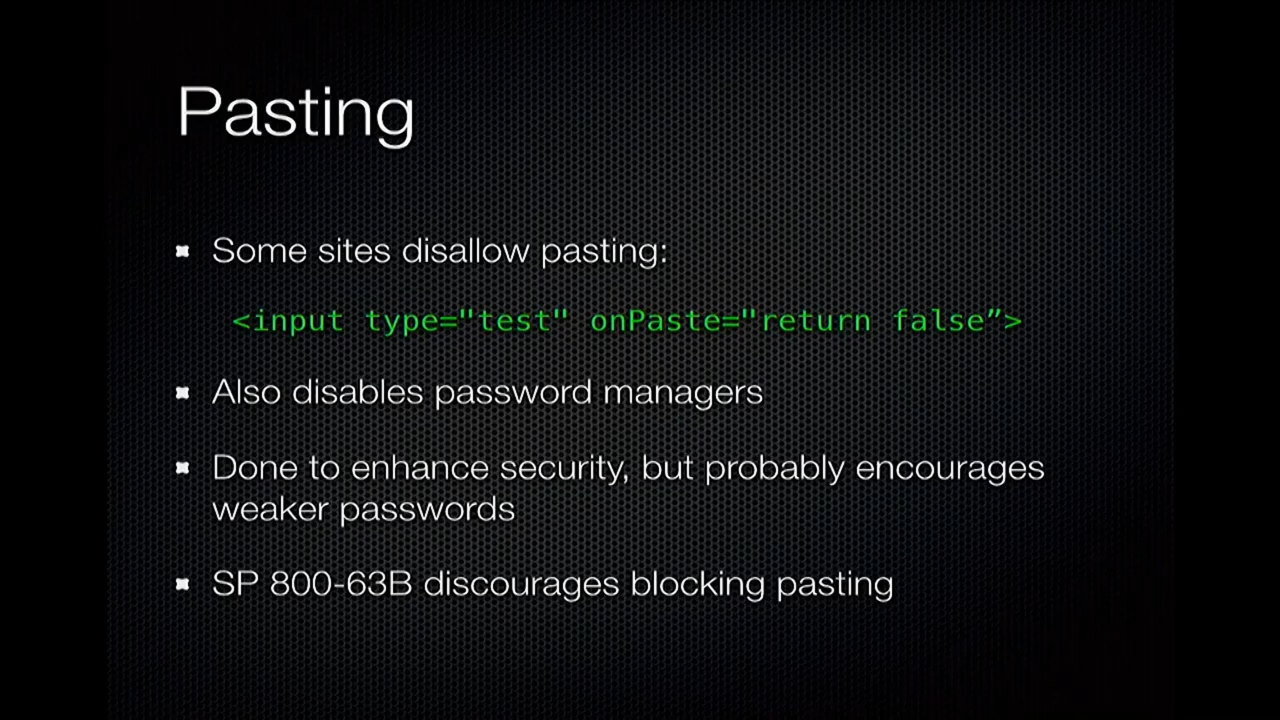 Pasting
Some sites disallow pasting:
<input type="test" onPaste="return false”>
Also disables password managers
Done to enhance security, but probably encourages
weaker passwords
SP 800-63B discourages blocking pasting